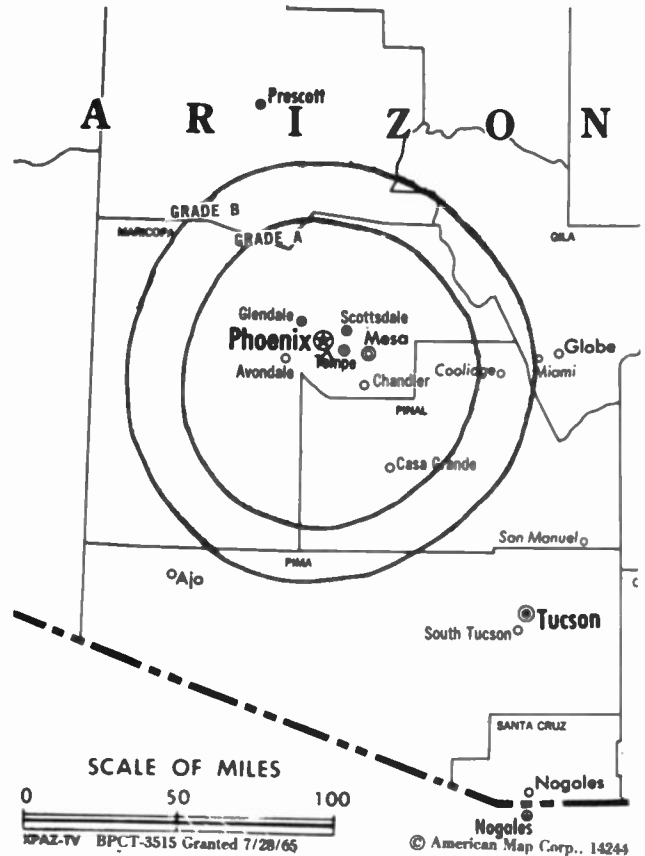 Prescott
A R I Z O N
GRADE B
MARICOPA
GRADE A
GILA
Glendale
Scottsdale
Phoenix
Mesa
Tempe
Globe
Avondale
Chandler
Coolidge
Miami
PINAL
Casa Grande
San Manuel
PIMA
Ajo
Tucson
South Tucson
SANTA CRUZ
SCALE OF MILES
Nogales
0 50 100
Nogales
KPAZ-TV BPCT-3515 Granted 7/28/65
© American Map Corp., 14244